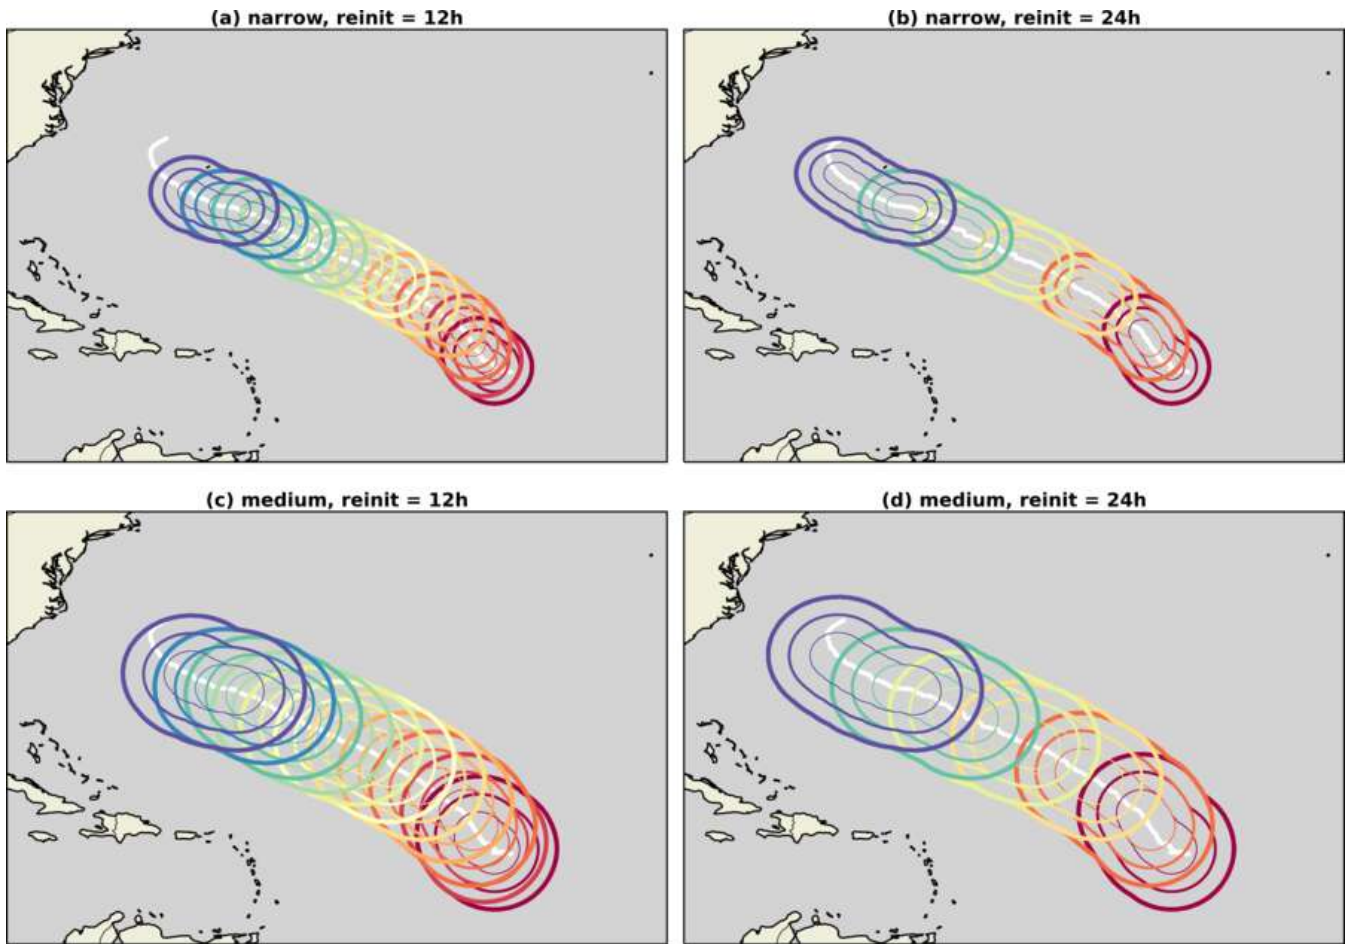 (a) narrow, reinit = 12h
(b) narrow, reinit = 24h
(c) medium, reinit = 12h
(d) medium, reinit = 24h